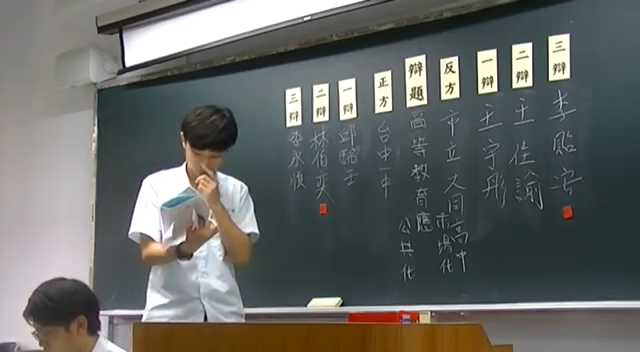 三辯
李貽安
二辯
王佳諭
一辯
王宇彤
反方
市立大同高中
辯題
高等教育應
市場化
公共化
正方
台中一中
一辯
二辯
三辯